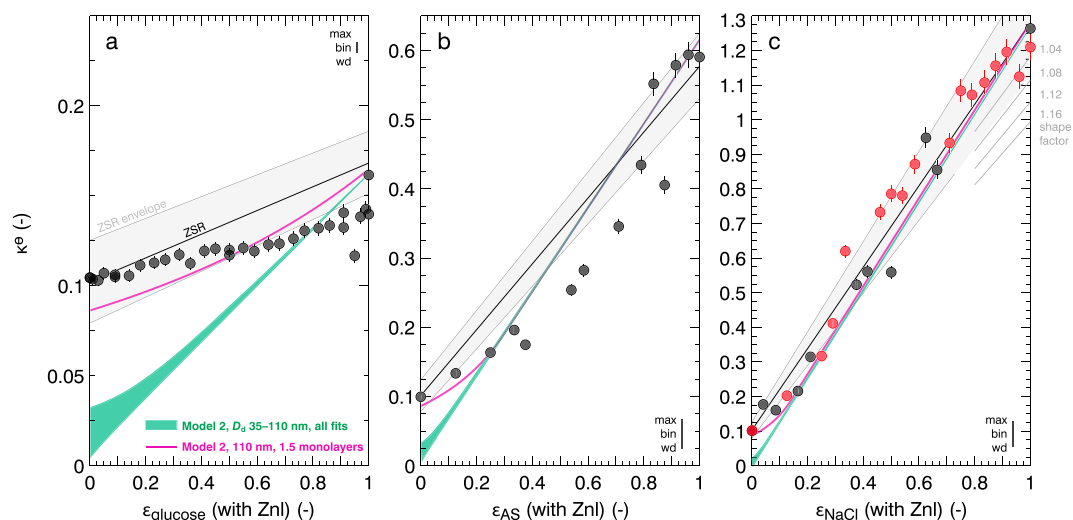 a
max
bin
wd
ZSR envelope
ZSR
κ⊖ (-)
0.2
0.1
0.05
0
Model 2, Dd 35–110 nm, all fits
Model 2, 110 nm, 1.5 monolayers
0 0.2 0.4 0.6 0.8 1
εglucose (with ZnI) (-)
b
0.6
0.5
0.4
0.3
0.2
0.1
0
max
bin
wd
0 0.2 0.4 0.6 0.8 1
εAS (with ZnI) (-)
c
1.3
1.2
1.1
1
0.9
0.8
0.7
0.6
0.5
0.4
0.3
0.2
0.1
0
1.04
1.08
1.12
1.16
shape
factor
max
bin
wd
0 0.2 0.4 0.6 0.8 1
εNaCl (with ZnI) (-)